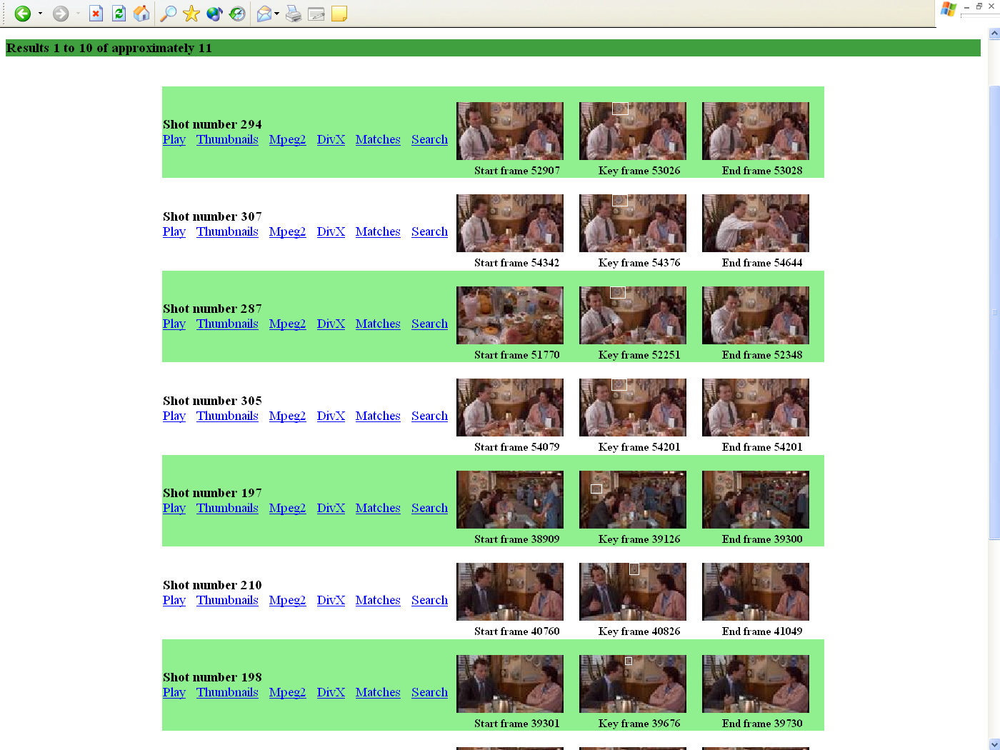 Results 1 to 10 of approximately 11
Shot number 294
Play Thumbnails Mpeg2 DivX Matches Search
Start frame 52907 Key frame 53026 End frame 53028
Shot number 307
Play Thumbnails Mpeg2 DivX Matches Search
Start frame 54342 Key frame 54376 End frame 54644
Shot number 287
Play Thumbnails Mpeg2 DivX Matches Search
Start frame 51770 Key frame 52251 End frame 52348
Shot number 305
Play Thumbnails Mpeg2 DivX Matches Search
Start frame 54079 Key frame 54201 End frame 54201
Shot number 197
Play Thumbnails Mpeg2 DivX Matches Search
Start frame 38909 Key frame 39126 End frame 39300
Shot number 210
Play Thumbnails Mpeg2 DivX Matches Search
Start frame 40760 Key frame 40826 End frame 41049
Shot number 198
Play Thumbnails Mpeg2 DivX Matches Search
Start frame 39301 Key frame 39676 End frame 39730